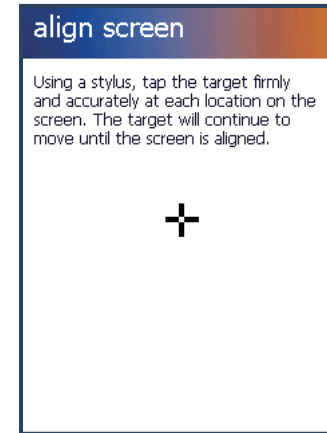 align screen
Using a stylus, tap the target firmly
and accurately at each location on the
screen. The target will continue to
move until the screen is aligned.